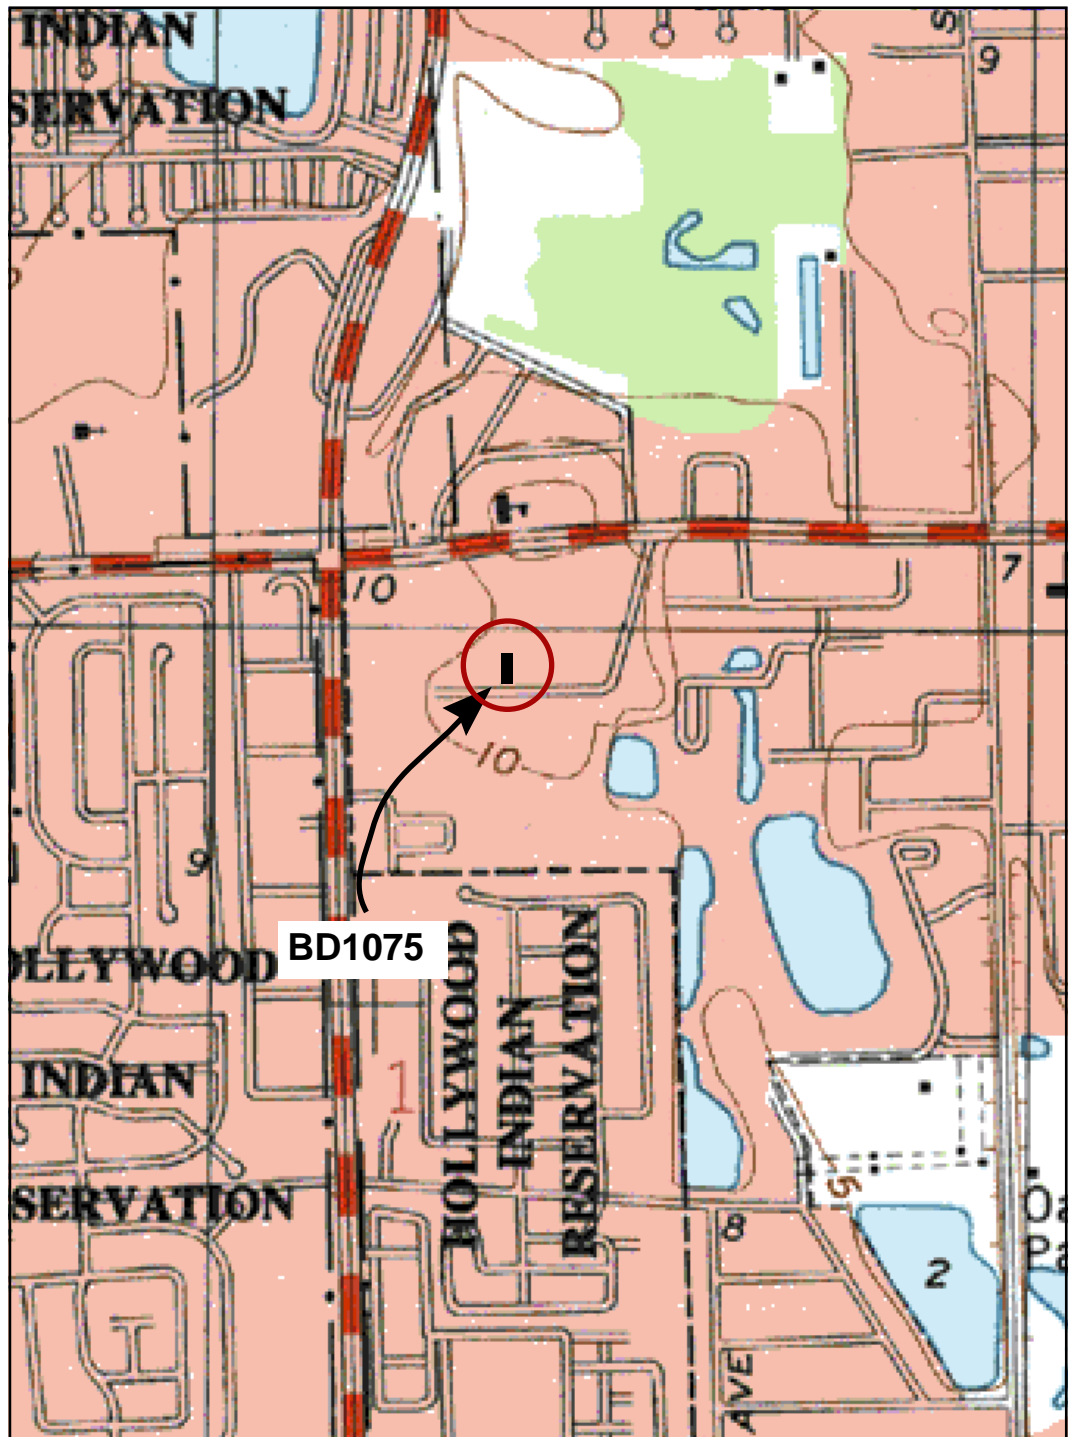 INDIAN
SERVATION
9
10
7
10
9
BD1075
OLLYWOOD
HOLLYWOOD
INDIAN
RESERVATION
INDIAN
1
SERVATION
5
8
2
Oa
Pa
AVE